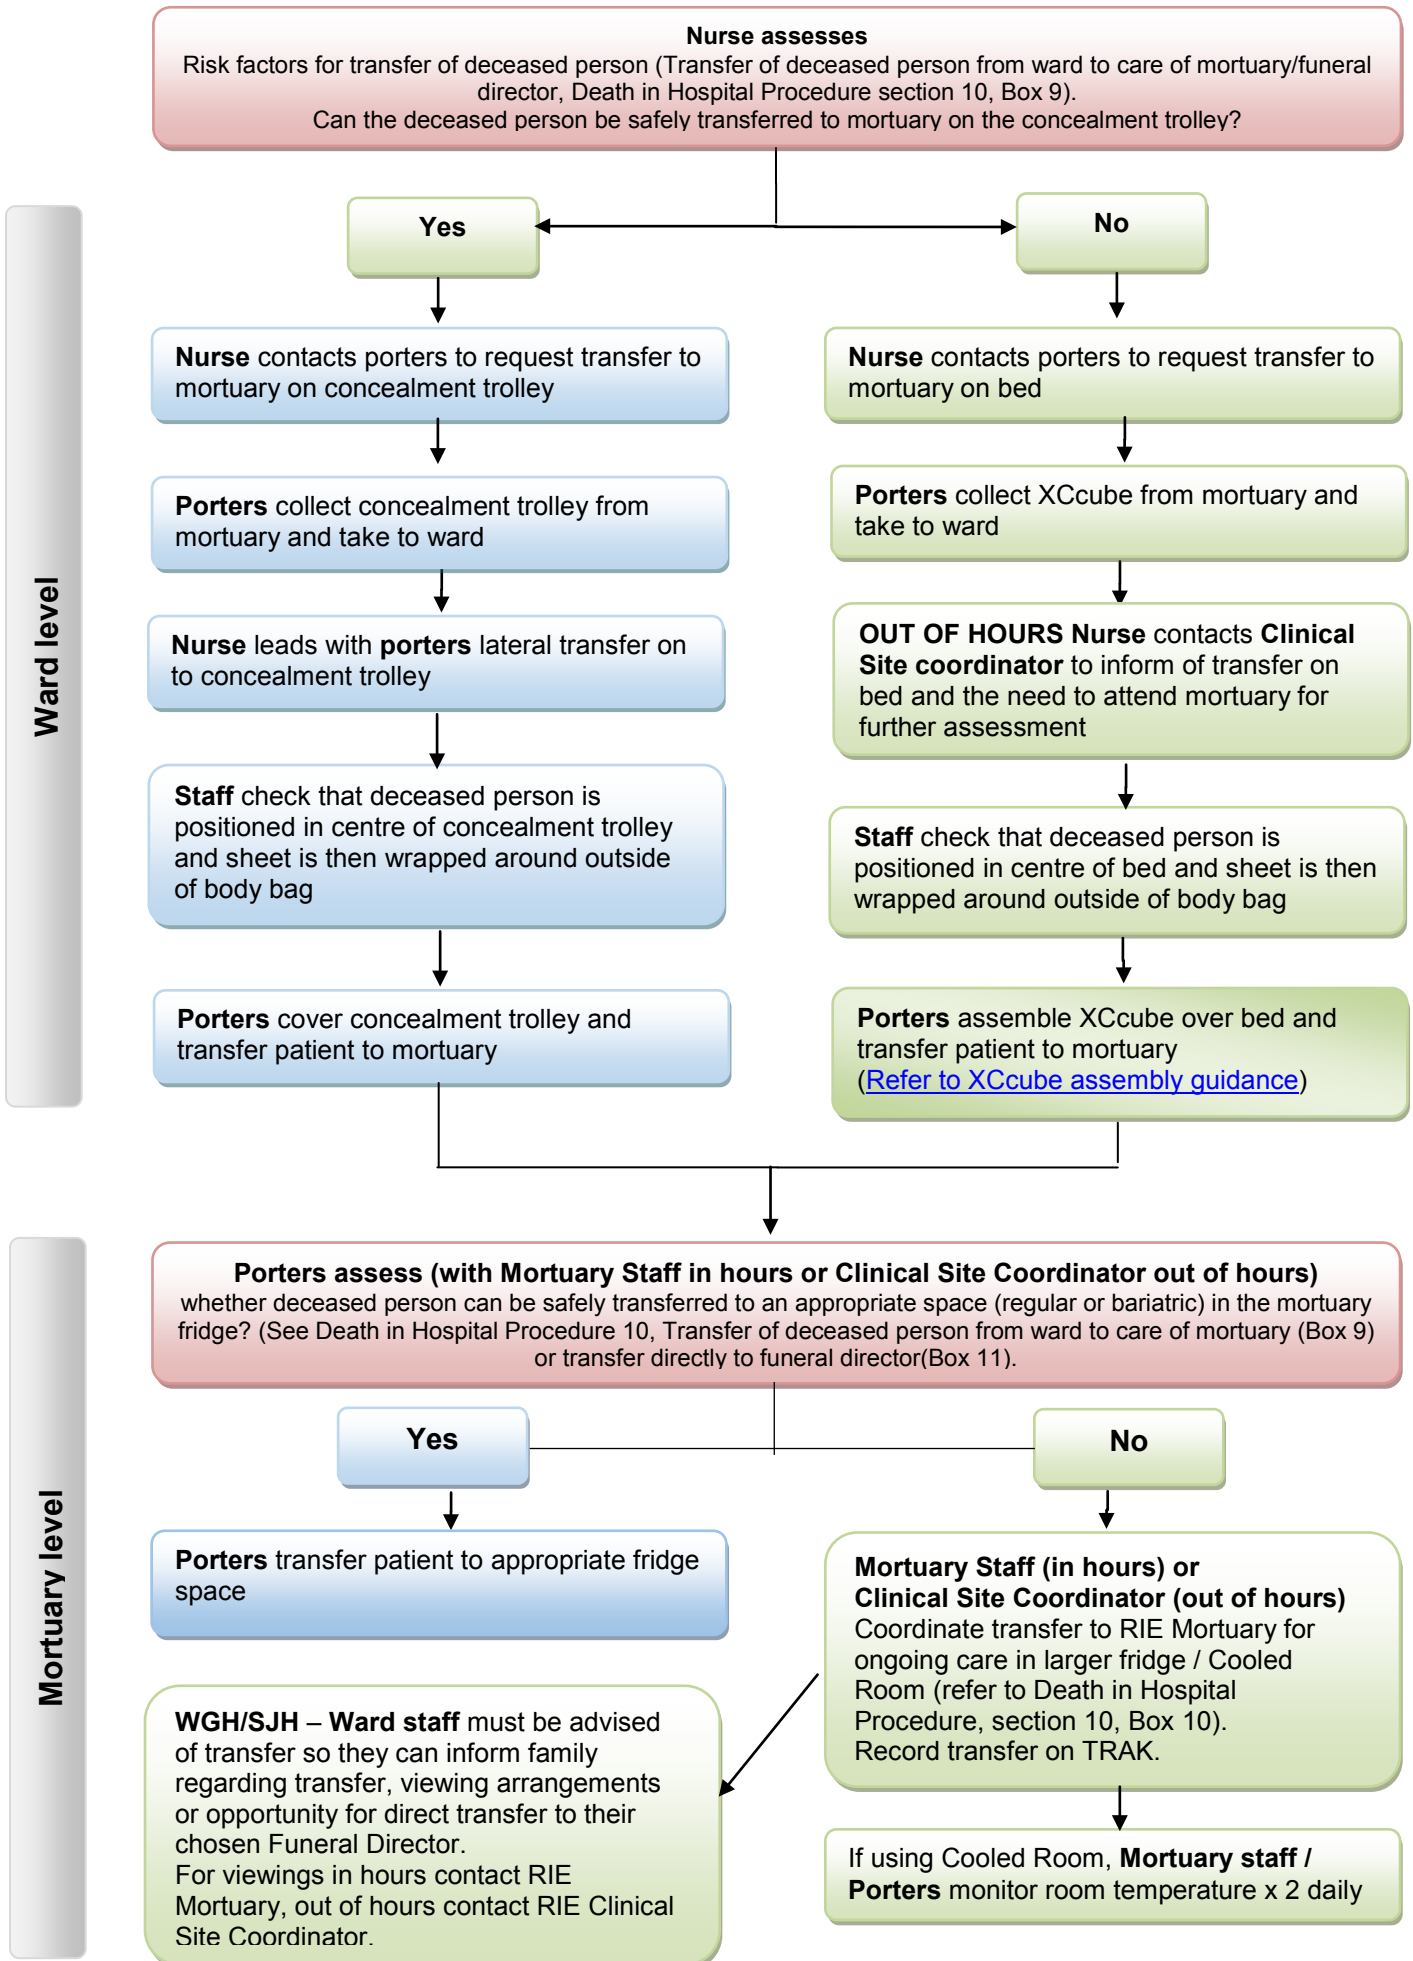 Nurse assesses
Risk factors for transfer of deceased person (Transfer of deceased person from ward to care of mortuary/funeral
director, Death in Hospital Procedure section 10, Box 9).
Can the deceased person be safely transferred to mortuary on the concealment trolley?
Ward level
Yes
No
Nurse contacts porters to request transfer to
mortuary on concealment trolley
Porters collect concealment trolley from
mortuary and take to ward
Nurse leads with porters lateral transfer on
to concealment trolley
Staff check that deceased person is
positioned in centre of concealment trolley
and sheet is then wrapped around outside
of body bag
Porters cover concealment trolley and
transfer patient to mortuary
Nurse contacts porters to request transfer to
mortuary on bed
Porters collect XCcube from mortuary and
take to ward
OUT OF HOURS Nurse contacts Clinical
Site coordinator to inform of transfer on
bed and the need to attend mortuary for
further assessment
Staff check that deceased person is
positioned in centre of bed and sheet is then
wrapped around outside of body bag
Porters assemble XCcube over bed and
transfer patient to mortuary
(Refer to XCcube assembly guidance)
Mortuary level
Porters assess (with Mortuary Staff in hours or Clinical Site Coordinator out of hours)
whether deceased person can be safely transferred to an appropriate space (regular or bariatric) in the mortuary
fridge? (See Death in Hospital Procedure 10, Transfer of deceased person from ward to care of mortuary (Box 9)
or transfer directly to funeral director(Box 11).
Yes
No
Porters transfer patient to appropriate fridge
space
Mortuary Staff (in hours) or
Clinical Site Coordinator (out of hours)
Coordinate transfer to RIE Mortuary for
ongoing care in larger fridge / Cooled
Room (refer to Death in Hospital
Procedure, section 10, Box 10).
Record transfer on TRAK.
WGH/SJH – Ward staff must be advised
of transfer so they can inform family
regarding transfer, viewing arrangements
or opportunity for direct transfer to their
chosen Funeral Director.
For viewings in hours contact RIE
Mortuary, out of hours contact RIE Clinical
Site Coordinator.
If using Cooled Room, Mortuary staff /
Porters monitor room temperature x 2 daily